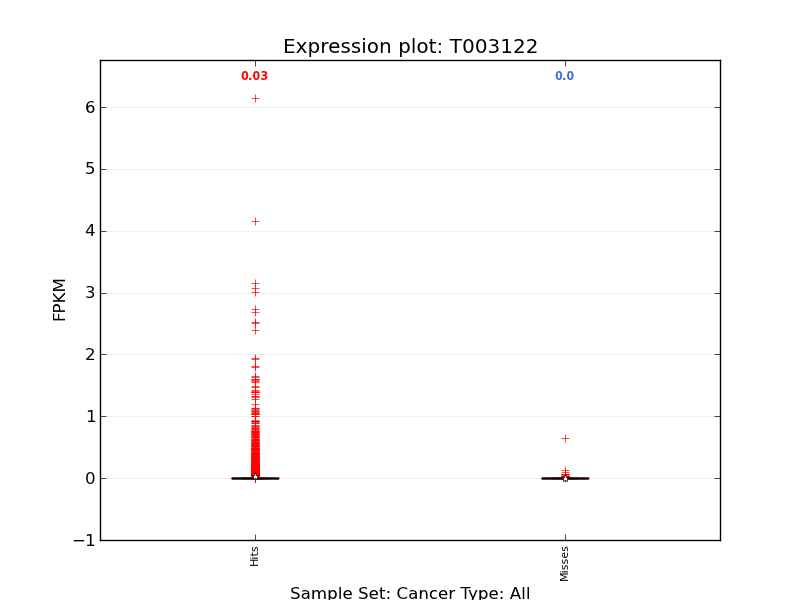 Expression plot: T003122
0.03
0.0
6
5
4
3
2
1
0
−1
FPKM
Hits
Misses
Sample Set: Cancer Type: All